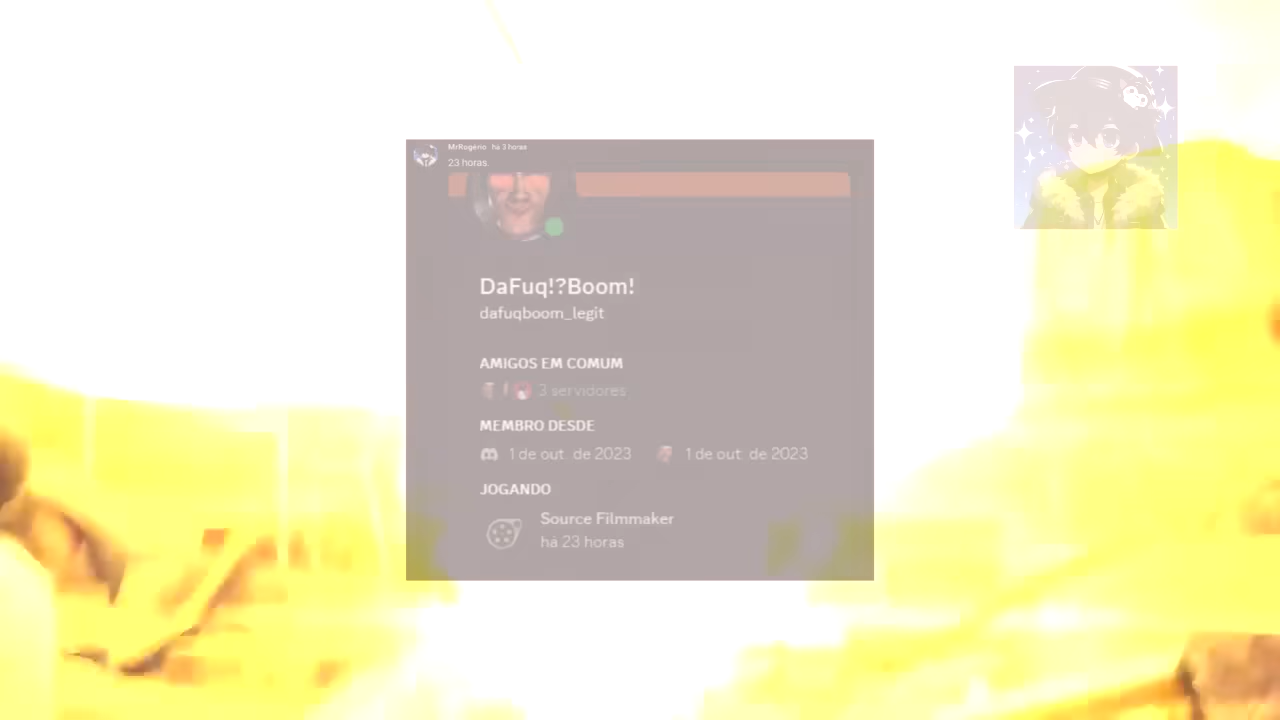 MrRogério há 3 horas
23 horas.
DaFuq!?Boom!
dafuqboom_legit
AMIGOS EM COMUM
3 servidores
MEMBRO DESDE
1 de out. de 2023 1 de out. de 2023
JOGANDO
Source Filmmaker
há 23 horas